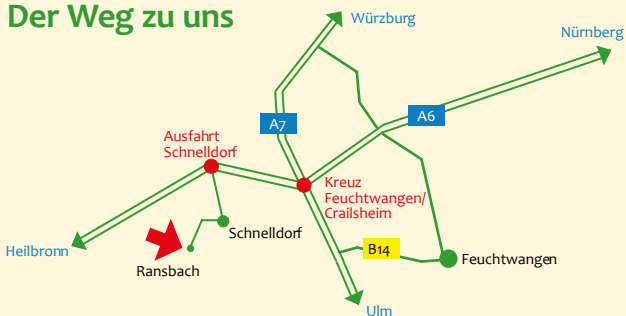 Der Weg zu uns
Würzburg
Nürnberg
A7
A6
Ausfahrt
Schnelldorf
Kreuz
Feuchtwangen/
Crailsheim
Heilbronn
Schnelldorf
B14
Feuchtwangen
Ransbach
Ulm